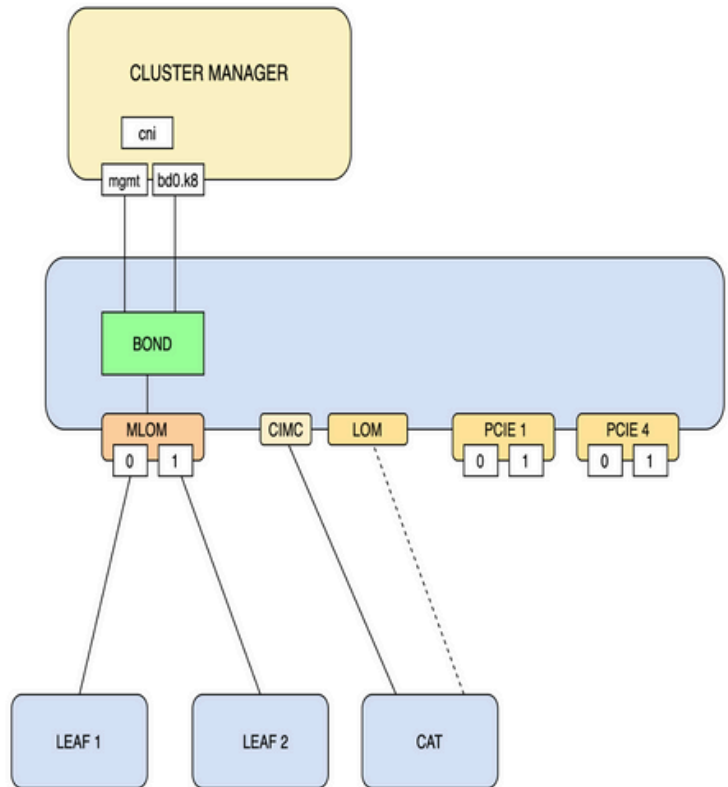 CLUSTER MANAGER
cni
mgmt bd0.k8
BOND
MLOM CIMC LOM PCIE 1 PCIE 4
0 1 0 1 0 1
LEAF 1 LEAF 2 CAT